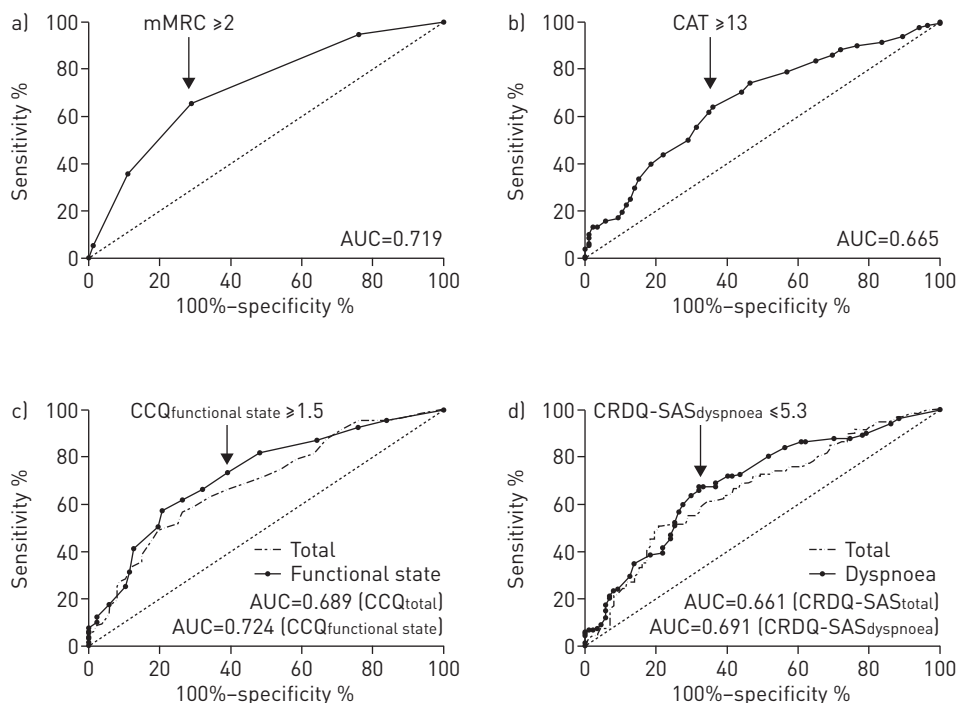 a)
mMRC ⩾2
100
80
60
40
20
0
Sensitivity %
AUC=0.719
0 20 40 60 80 100
100%–specificity %
b)
CAT ⩾13
100
80
60
40
20
0
Sensitivity %
AUC=0.665
0 20 40 60 80 100
100%–specificity %
c)
CCQfunctional state ⩾1.5
100
80
60
40
20
0
Sensitivity %
Total
Functional state
AUC=0.689 (CCQtotal)
AUC=0.724 (CCQfunctional state)
0 20 40 60 80 100
100%–specificity %
d)
CRDQ-SASdyspnoea ⩽5.3
100
80
60
40
20
0
Sensitivity %
Total
Dyspnoea
AUC=0.661 (CRDQ-SAStotal)
AUC=0.691 (CRDQ-SASdyspnoea)
0 20 40 60 80 100
100%–specificity %